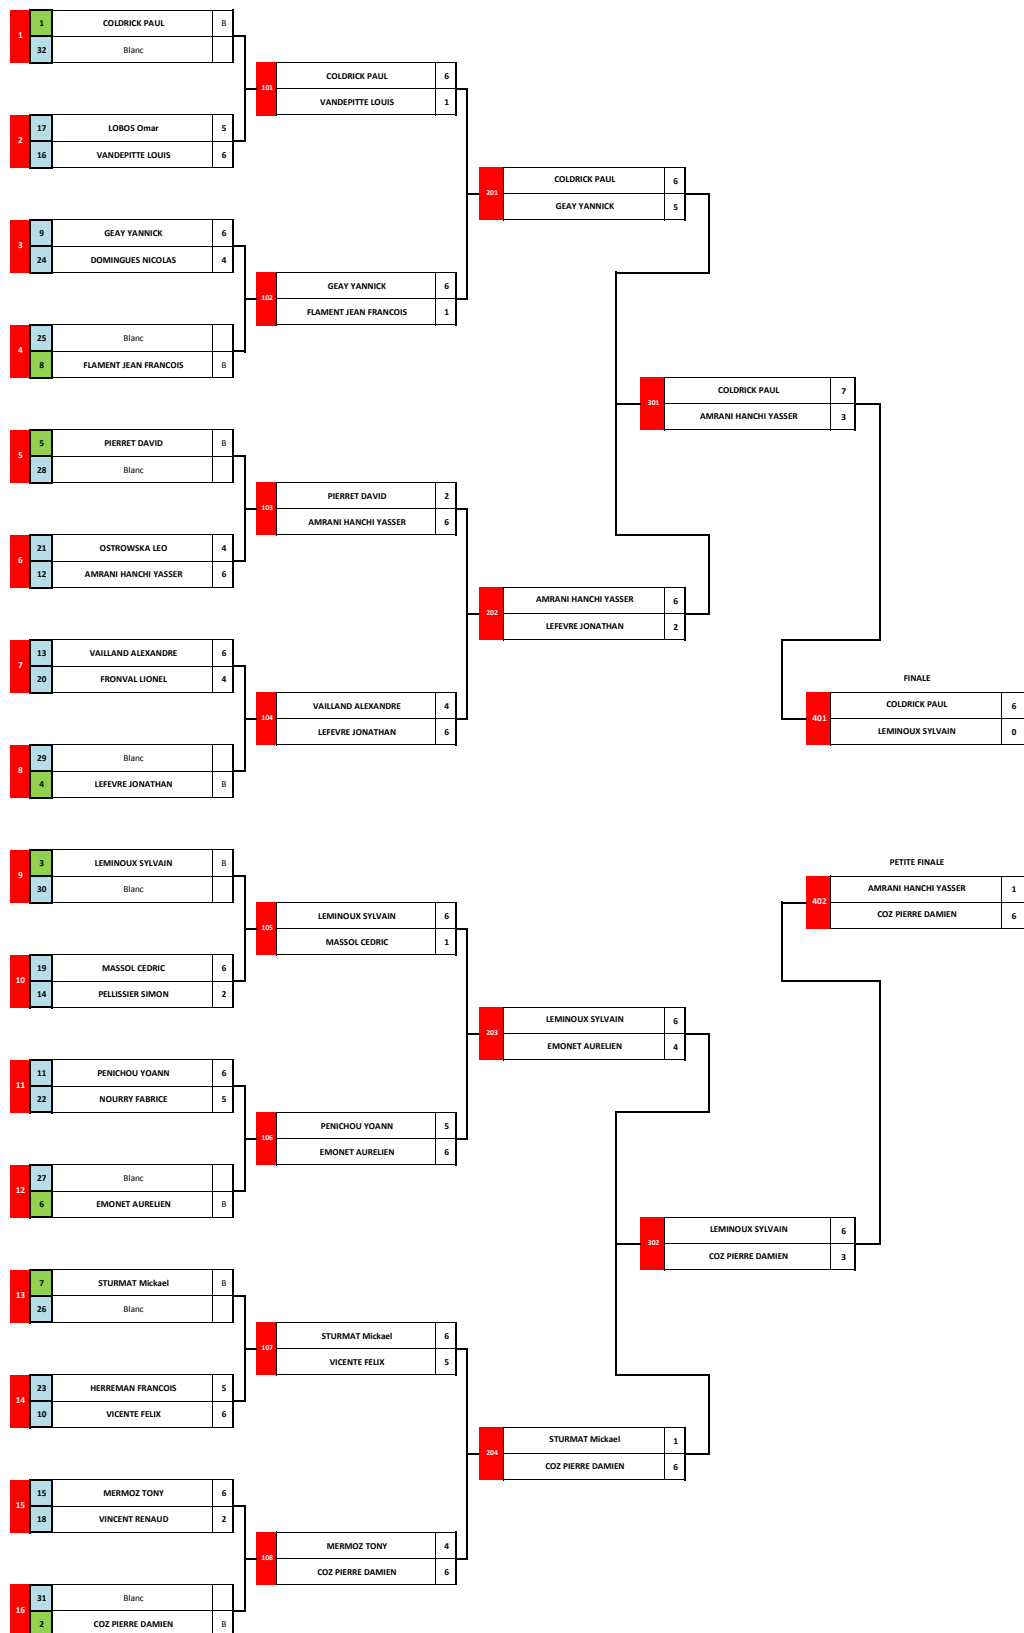 1 1 COLDRICK PAUL B
32 Blanc
101 COLDRICK PAUL 6
VANDEPITTE LOUIS 1
2 17 LOBOS Omar 5
16 VANDEPITTE LOUIS 6
201 COLDRICK PAUL 6
GEAY YANNICK 5
3 9 GEAY YANNICK 6
24 DOMINGUES NICOLAS 4
102 GEAY YANNICK 6
FLAMENT JEAN FRANCOIS 1
4 25 Blanc
8 FLAMENT JEAN FRANCOIS B
301 COLDRICK PAUL 7
AMRANI HANCHI YASSER 3
5 5 PIERRET DAVID B
28 Blanc
103 PIERRET DAVID 2
AMRANI HANCHI YASSER 6
6 21 OSTROWSKA LEO 4
12 AMRANI HANCHI YASSER 6
202 AMRANI HANCHI YASSER 6
LEFEVRE JONATHAN 2
7 13 VAILLAND ALEXANDRE 6
20 FRONVAL LIONEL 4
FINALE
104 VAILLAND ALEXANDRE 4
LEFEVRE JONATHAN 6
401 COLDRICK PAUL 6
LEMINOUX SYLVAIN 0
8 29 Blanc
4 LEFEVRE JONATHAN B
9 3 LEMINOUX SYLVAIN B
30 Blanc
PETITE FINALE
402 AMRANI HANCHI YASSER 1
COZ PIERRE DAMIEN 6
105 LEMINOUX SYLVAIN 6
MASSOL CEDRIC 1
10 19 MASSOL CEDRIC 6
14 PELLISSIER SIMON 2
203 LEMINOUX SYLVAIN 6
EMONET AURELIEN 4
11 11 PENICHOU YOANN 6
22 NOURRY FABRICE 5
106 PENICHOU YOANN 5
EMONET AURELIEN 6
12 27 Blanc
6 EMONET AURELIEN B
302 LEMINOUX SYLVAIN 6
COZ PIERRE DAMIEN 3
13 7 STURMAT Mickael B
26 Blanc
107 STURMAT Mickael 6
VICENTE FELIX 5
14 23 HERREMAN FRANCOIS 5
10 VICENTE FELIX 6
204 STURMAT Mickael 1
COZ PIERRE DAMIEN 6
15 15 MERMOZ TONY 6
18 VINCENT RENAUD 2
108 MERMOZ TONY 4
COZ PIERRE DAMIEN 6
16 31 Blanc
2 COZ PIERRE DAMIEN B